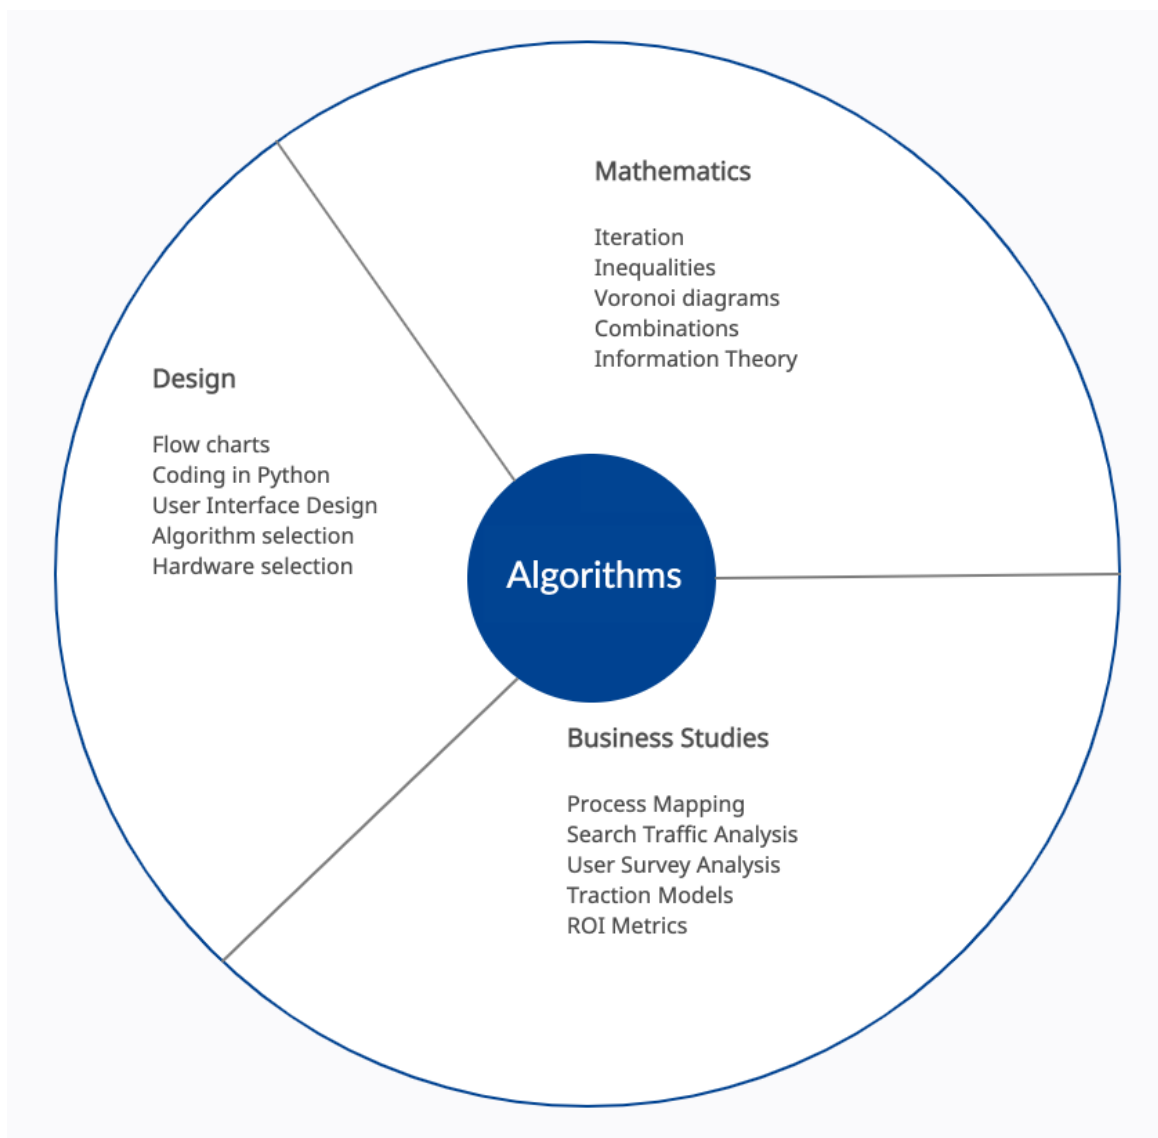 Mathematics
Iteration
Inequalities
Voronoi diagrams
Combinations
Information Theory
Design
Flow charts
Coding in Python
User Interface Design
Algorithm selection
Hardware selection
Algorithms
Business Studies
Process Mapping
Search Traffic Analysis
User Survey Analysis
Traction Models
ROI Metrics